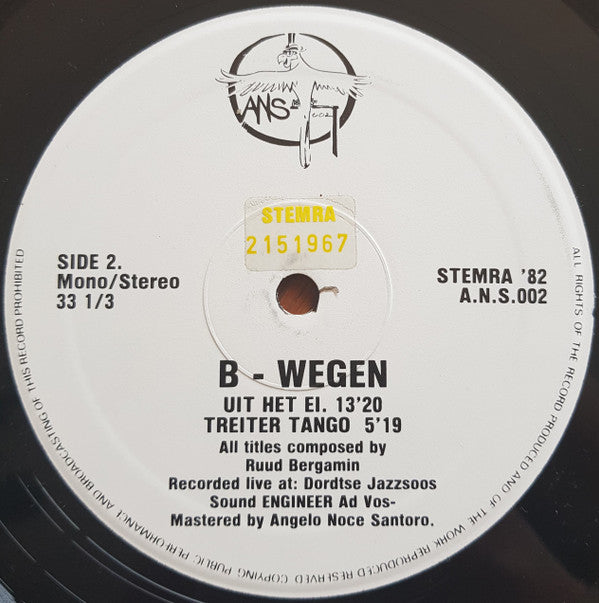 ANS
STEMRA
2151967
SIDE 2.
Mono/Stereo
33 1/3
STEMRA '82
A.N.S.002
B - WEGEN
UIT HET EI. 13'20
TREITER TANGO 5'19
All titles composed by
Ruud Bergamin
Recorded live at: Dordtse Jazzsoos
Sound ENGINEER Ad Vos-
Mastered by Angelo Noce Santoro.
ALL RIGHTS OF THE RECORD PRODUCED AND OF THE WORK REPRODUCED RESERVED COPYING PUBLIC PERFORMANCE AND BROADCASTING OF THIS RECORD PROHIBITED